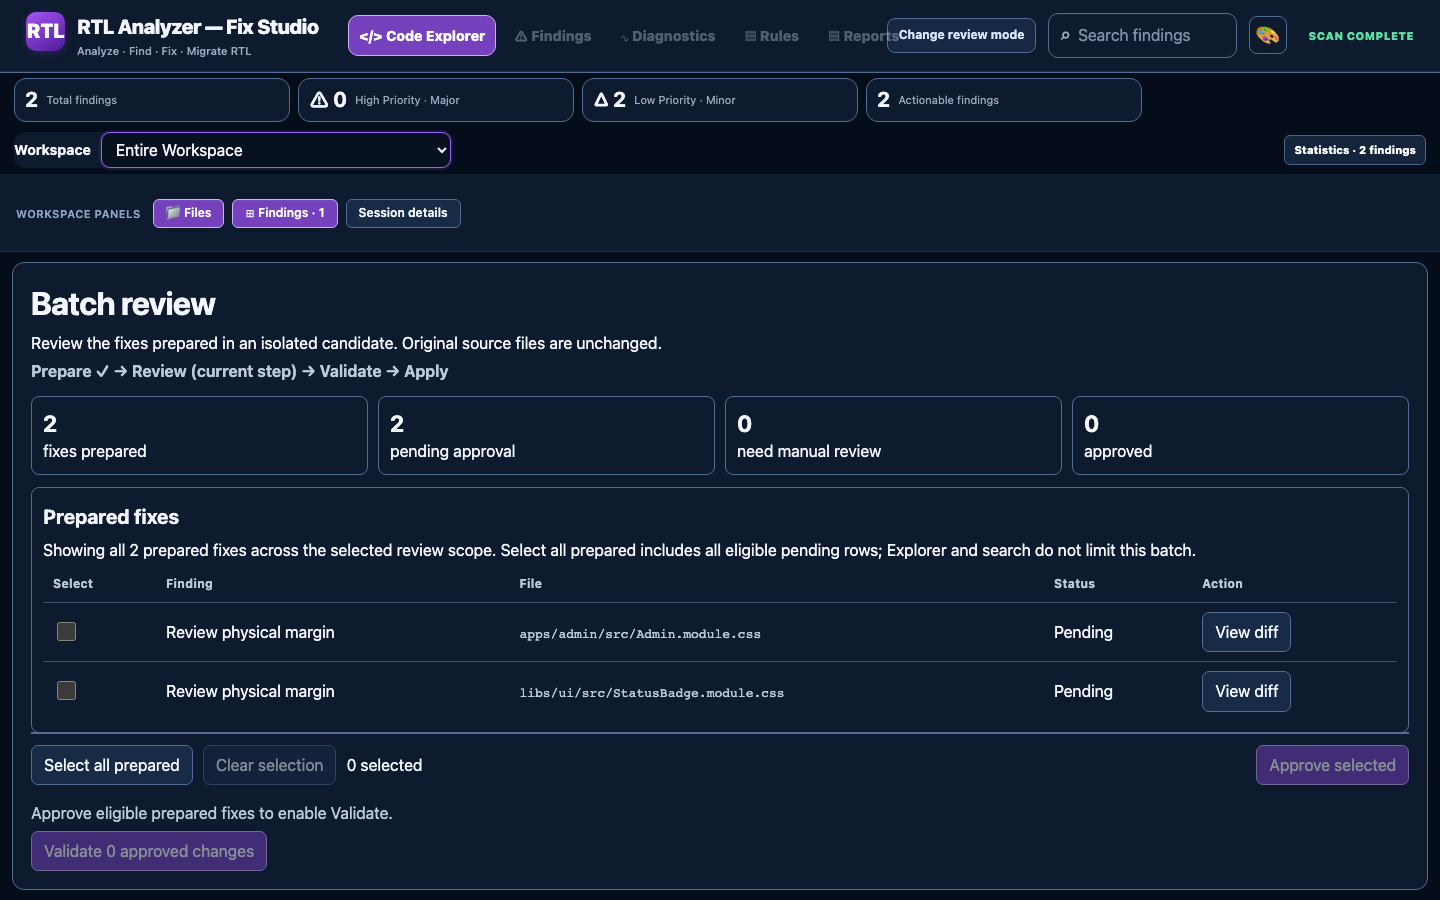 RTL
RTL Analyzer — Fix Studio
Analyze · Find · Fix · Migrate RTL
</> Code Explorer
Findings
Diagnostics
Rules
Reports
Change review mode
Search findings
SCAN COMPLETE
2 Total findings
0 High Priority · Major
2 Low Priority · Minor
2 Actionable findings
Workspace
Entire Workspace
Statistics · 2 findings
WORKSPACE PANELS
Files
Findings · 1
Session details
Batch review
Review the fixes prepared in an isolated candidate. Original source files are unchanged.
Prepare ✓ → Review (current step) → Validate → Apply
2
fixes prepared
2
pending approval
0
need manual review
0
approved
Prepared fixes
Showing all 2 prepared fixes across the selected review scope. Select all prepared includes all eligible pending rows; Explorer and search do not limit this batch.
Select Finding File Status Action
Review physical margin apps/admin/src/Admin.module.css Pending View diff
Review physical margin libs/ui/src/StatusBadge.module.css Pending View diff
Select all prepared
Clear selection
0 selected
Approve selected
Approve eligible prepared fixes to enable Validate.
Validate 0 approved changes